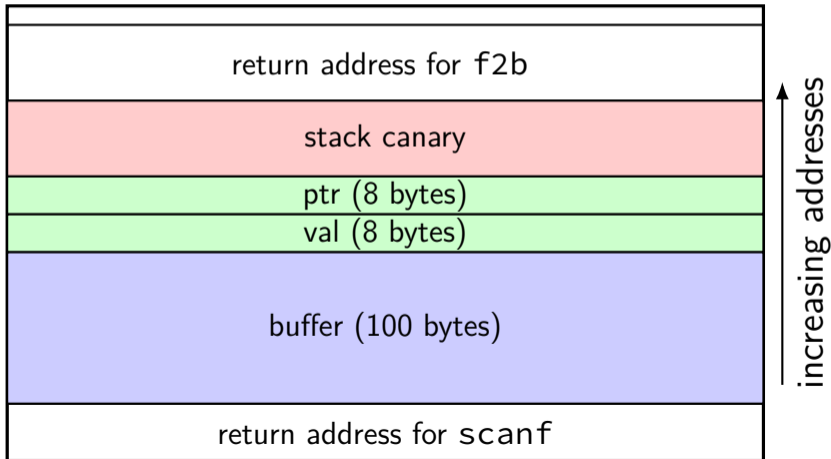 return address for f2b
stack canary
ptr (8 bytes)
val (8 bytes)
buffer (100 bytes)
return address for scanf
increasing addresses